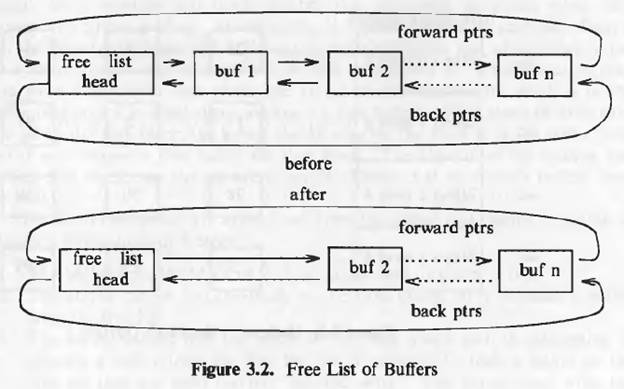 forward ptrs
free list
head
buf 1
buf 2
buf n
back ptrs
before
after
forward ptrs
free list
head
buf 2
buf n
back ptrs
Figure 3.2. Free List of Buffers